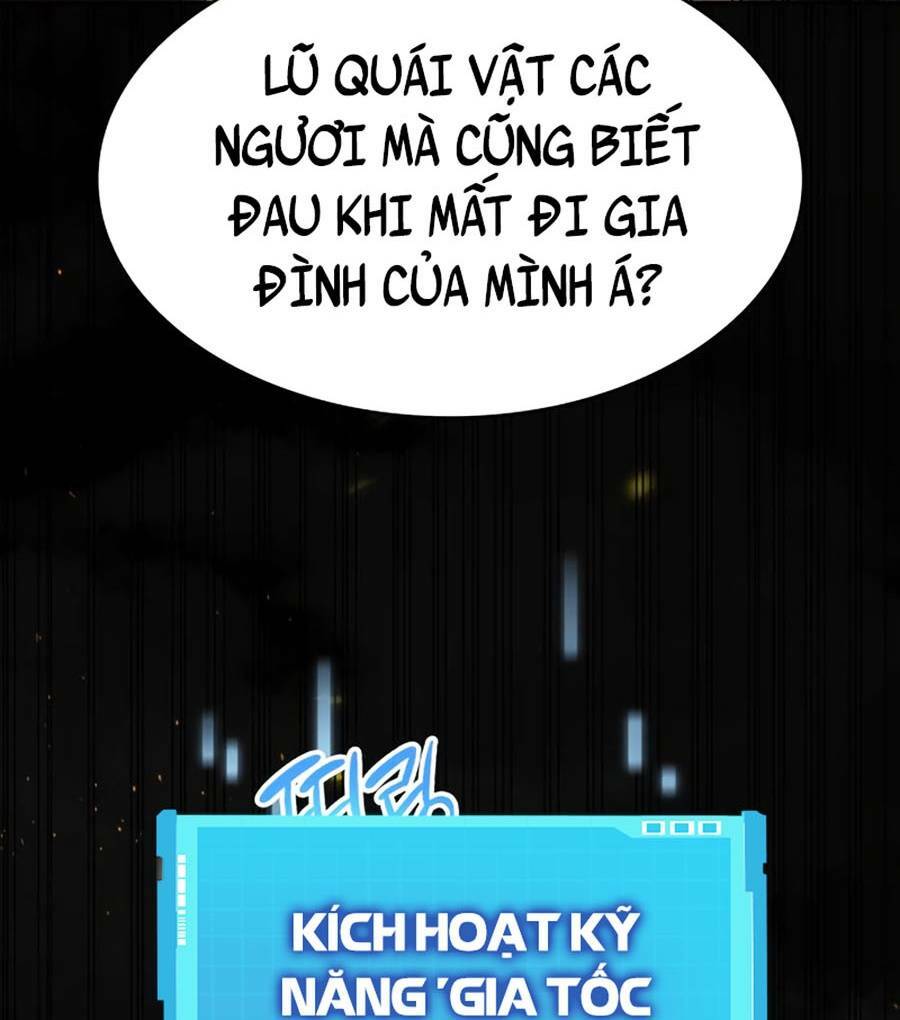 LŨ QUÁI VẬT CÁC
NGƯƠI MÀ CŨNG BIẾT
ĐAU KHI MẤT ĐI GIA
ĐÌNH CỦA MÌNH Á?
KÍCH HOẠT KỸ
NĂNG 'GIA TỐC